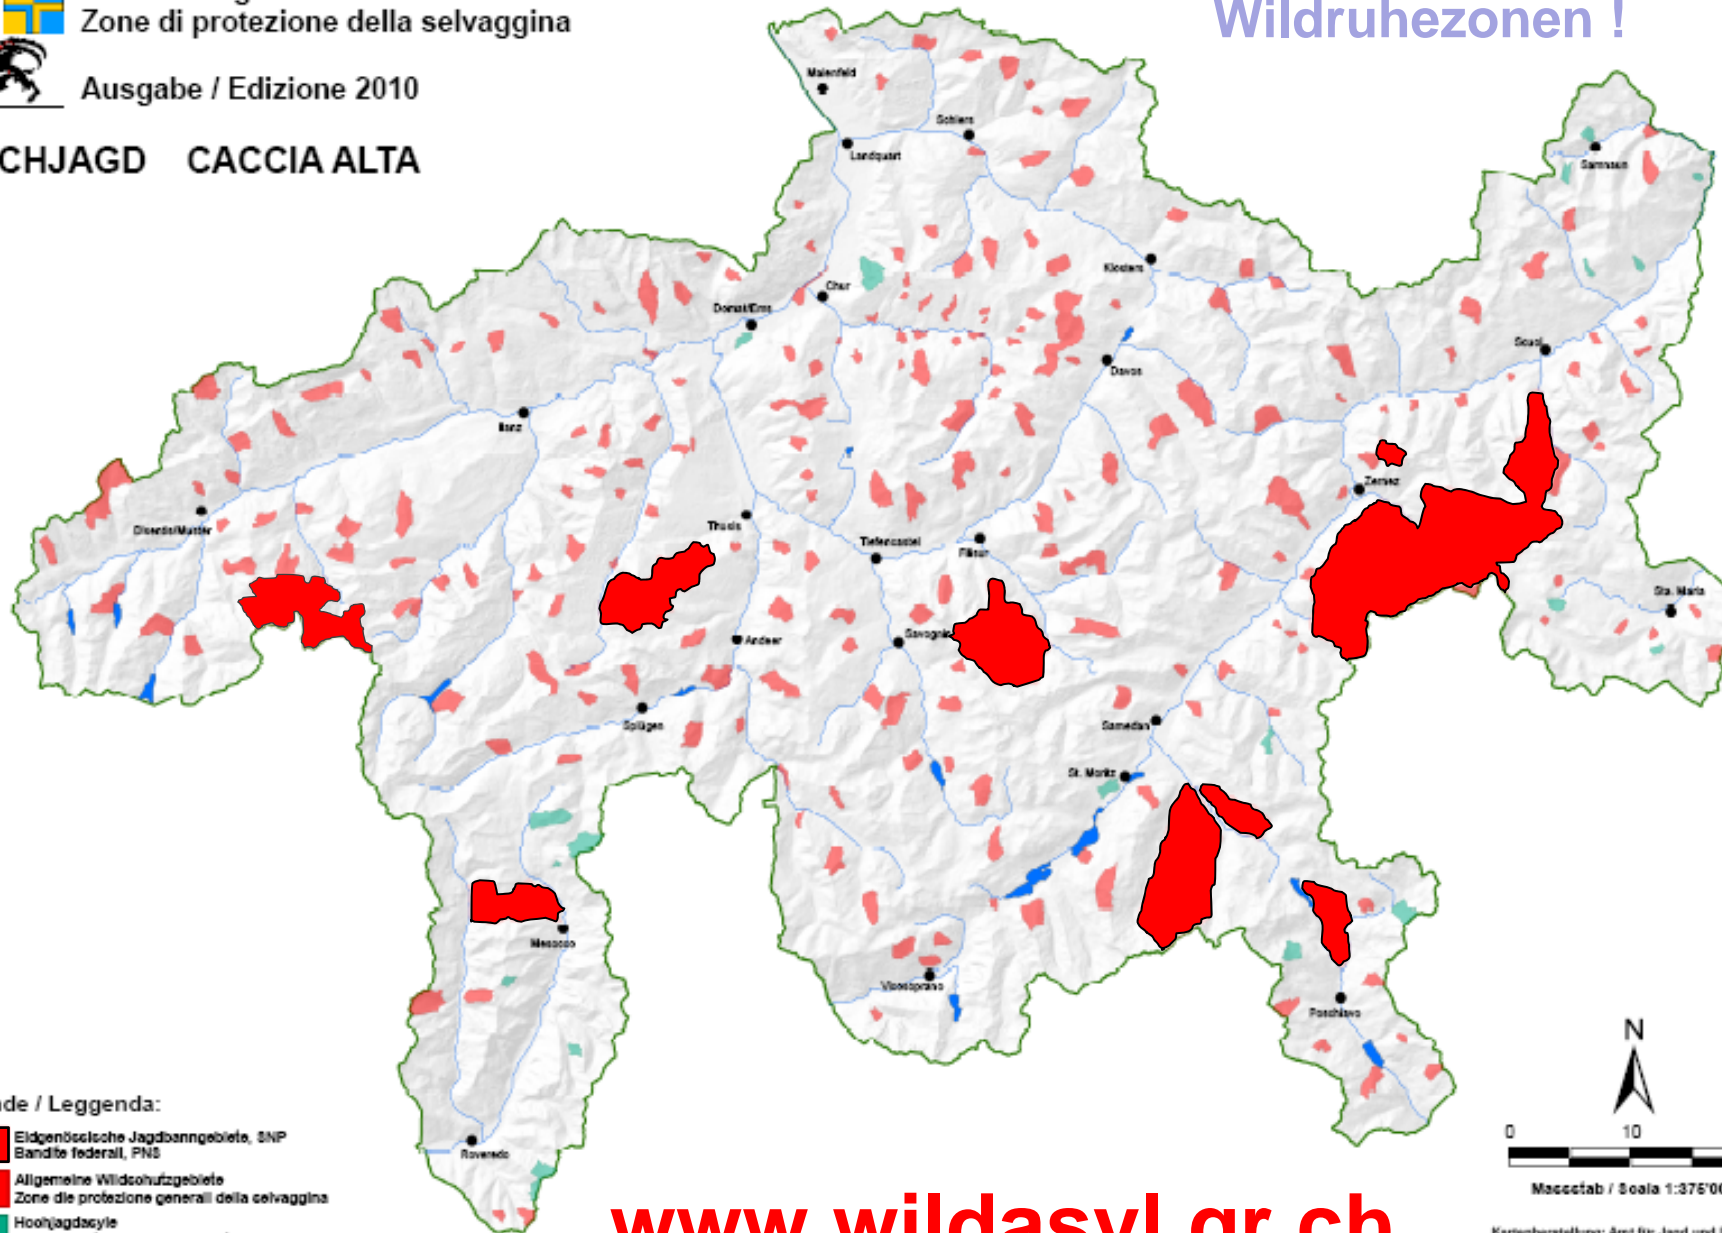 Zone di protezione della selvaggina
Wildruhezonen !
Ausgabe / Edizione 2010
CHJAGD CACCIA ALTA
Maienfeld
Schiers
Landquart
Samnaun
Klosters
Chur
Domat/Ems
Scuol
Davos
Ilanz
Zernez
Disentis/Mustér
Thusis
Tiefencastel
Filisur
Sta. Maria
Andeer
Savognin
Splügen
Samedan
St. Moritz
Mesocco
Vicosoprano
Poschiavo
N
Roveredo
0 10
Massstab / Scala 1:375'00
de / Leggenda:
Eidgenössische Jagdbanngebiete, SNP
Bandite federali, PNS
Allgemeine Wildschutzgebiete
Zone die protezione generali della selvaggina
Hochjagdasyle
www.wildasyl.gr.ch